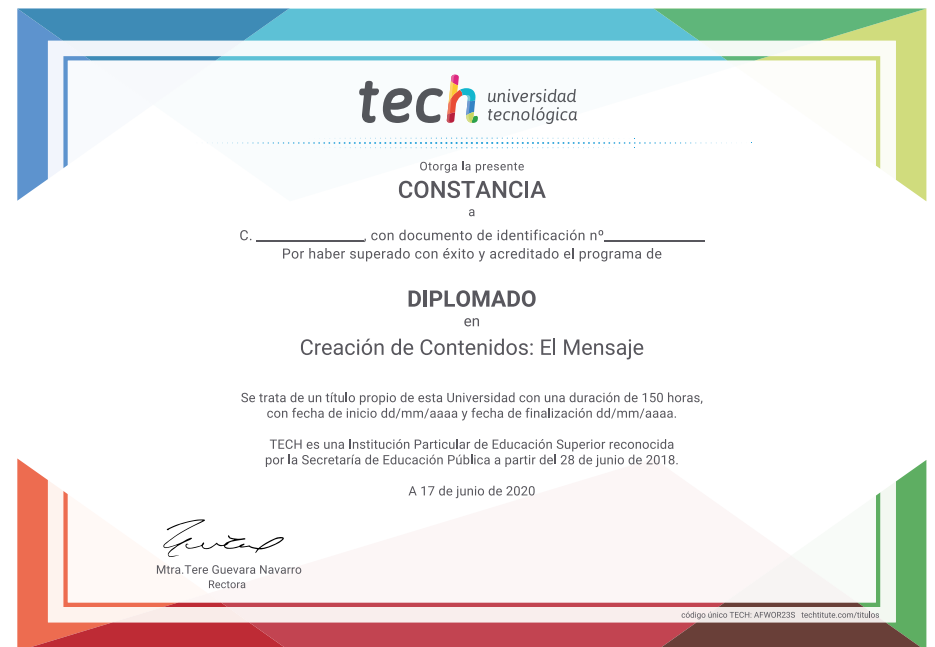 tech universidad
tecnológica
Otorga la presente
CONSTANCIA
a
C. ____________, con documento de identificación nº____________
Por haber superado con éxito y acreditado el programa de
DIPLOMADO
en
Creación de Contenidos: El Mensaje
Se trata de un título propio de esta Universidad con una duración de 150 horas,
con fecha de inicio dd/mm/aaaa y fecha de finalización dd/mm/aaaa.
TECH es una Institución Particular de Educación Superior reconocida
por la Secretaría de Educación Pública a partir del 28 de junio de 2018.
A 17 de junio de 2020
Mtra.Tere Guevara Navarro
Rectora
código único TECH: AFWOR23S techtitute.com/titulos